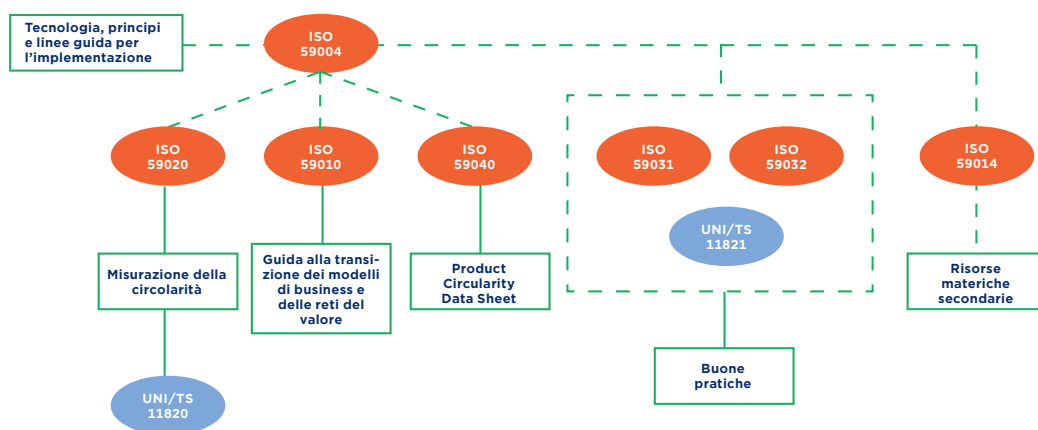 Tecnologia, principi
e linee guida per
l'implementazione
ISO
59004
ISO
59020
ISO
59010
ISO
59040
ISO
59031
ISO
59032
ISO
59014
UNI/TS
11821
Misurazione della
circolarità
Guida alla transi-
zione dei modelli
di business e
delle reti del
valore
Product
Circularity
Data Sheet
Risorse
materiche
secondarie
Buone
pratiche
UNI/TS
11820